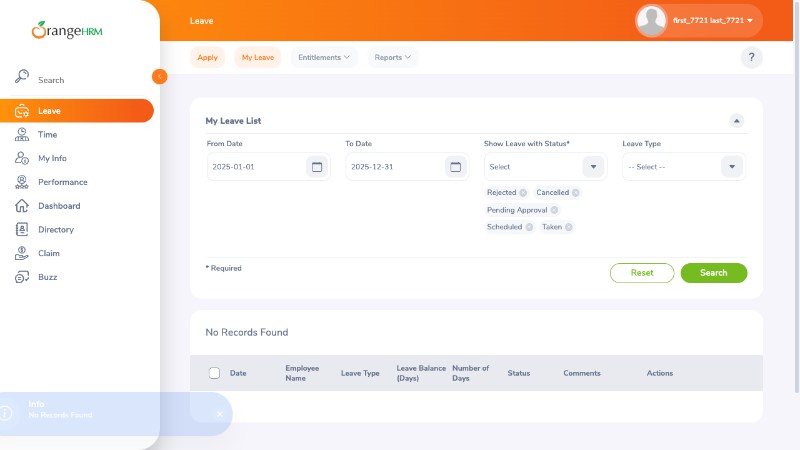 OrangeHRM
Leave
first_7721 last_7721
Search
Apply
My Leave
Entitlements
Reports
?
Leave
Time
My Info
Performance
Dashboard
Directory
Claim
Buzz
My Leave List
From Date
To Date
Show Leave with Status*
Leave Type
2025-01-01
2025-12-31
Select
-- Select --
Rejected
Cancelled
Pending Approval
Scheduled
Taken
* Required
Reset
Search
No Records Found
Date
Employee Name
Leave Type
Leave Balance (Days)
Number of Days
Status
Comments
Actions
Info
No Records Found